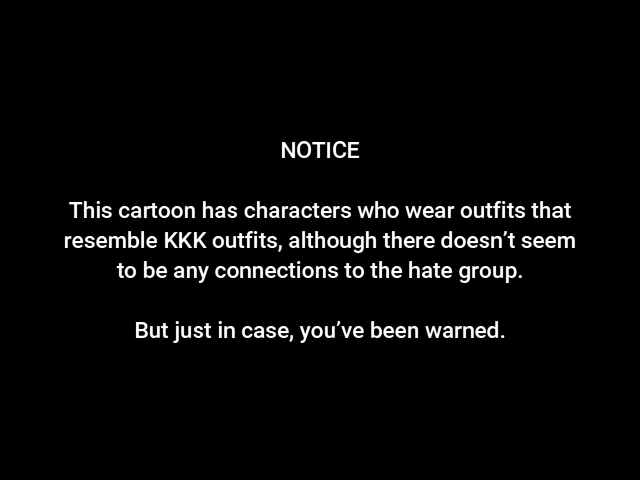 NOTICE
This cartoon has characters who wear outfits that
resemble KKK outfits, although there doesn’t seem
to be any connections to the hate group.
But just in case, you’ve been warned.